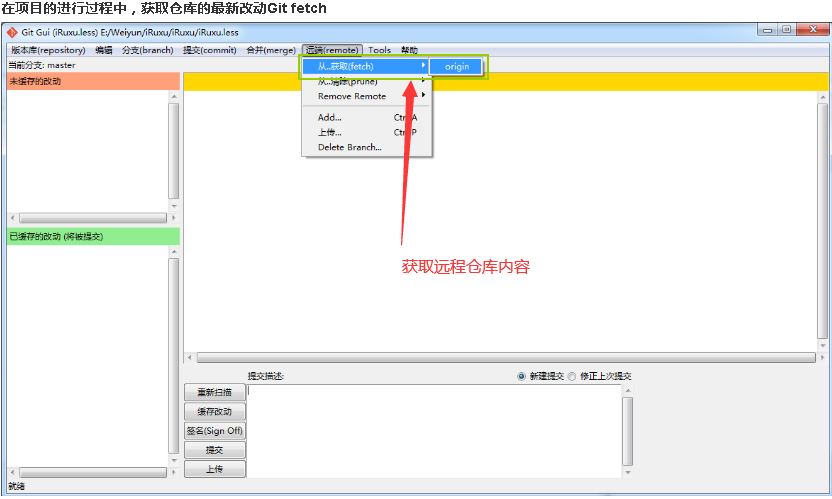 在项目的进行过程中，获取仓库的最新改动Git fetch
Git Gui (iRuxu.less) E:/Weiyun/iRuxu/iRuxu/iRuxu.less
版本库(repository) 编辑 分支(branch) 提交(commit) 合并(merge) 远端(remote) Tools 帮助
当前分支: master
从..获取(fetch) origin
未缓存的改动
从..清除(prune)
Remove Remote
Add...
上传...
Delete Branch...
已缓存的改动 (将被提交)
获取远程仓库内容
提交描述: 新建提交 修正上次提交
重新扫描
缓存改动
签名(Sign Off)
提交
上传
就绪